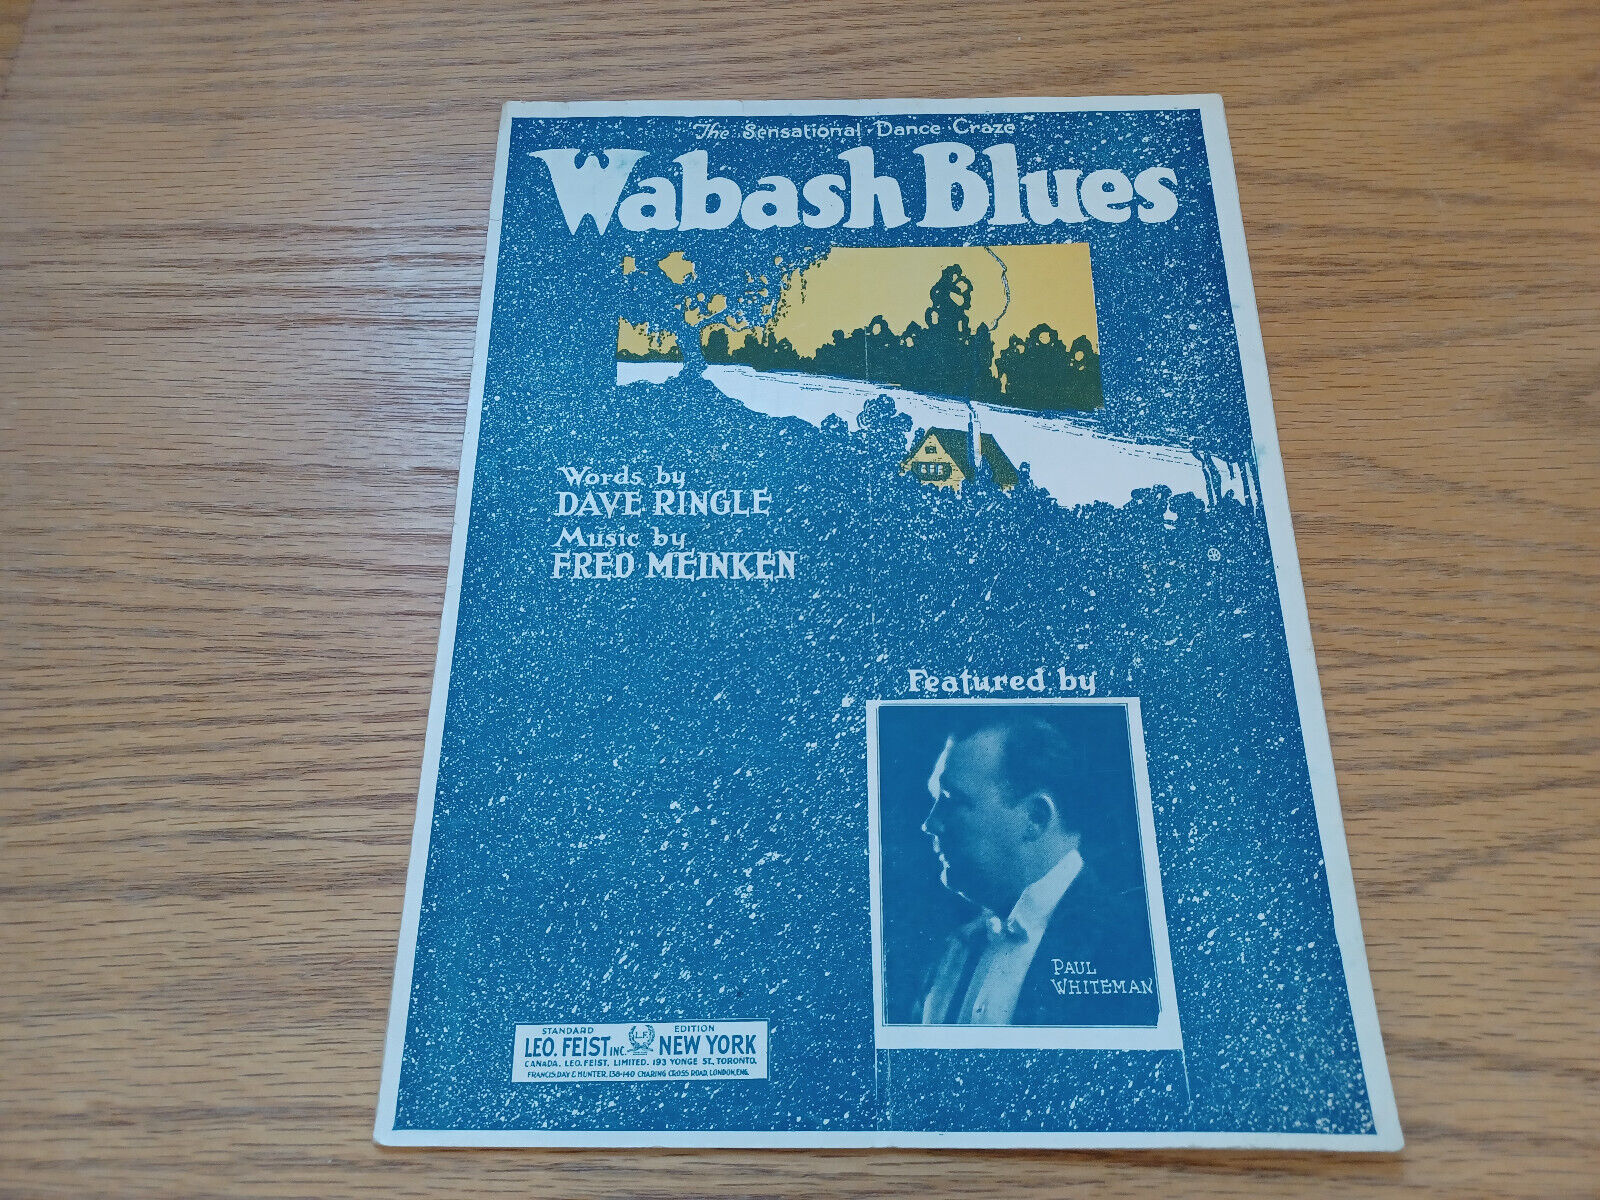 The Sensational Dance Craze
Wabash Blues
Words by
DAVE RINGLE
Music by
FRED MEINKEN
Featured by
PAUL
WHITEMAN
STANDARD L.F. EDITION
LEO. FEIST INC. NEW YORK
CANADA, LEO. FEIST, LIMITED, 193 YONGE ST. TORONTO.
FRANCIS, DAY & HUNTER, 138-140 CHARING CROSS ROAD, LONDON, ENG.